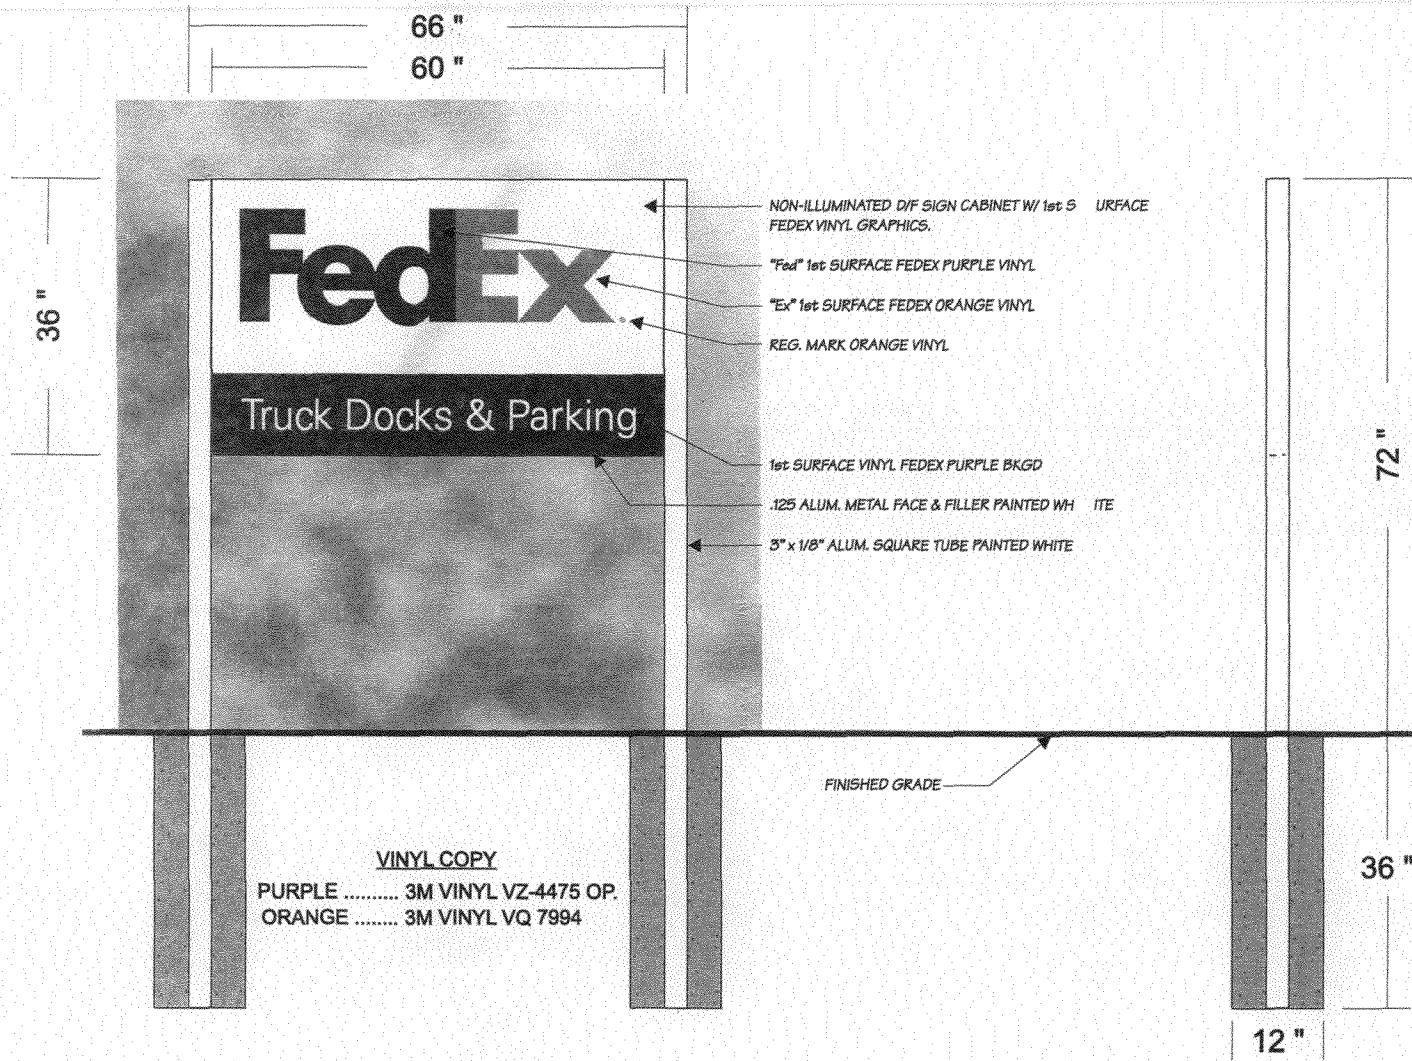 66 "
60 "
36 "
FedEx.
Truck Docks & Parking
NON-ILLUMINATED D/F SIGN CABINET W/ 1st S URFACE
FEDEX VINYL GRAPHICS.
"Fed" 1st SURFACE FEDEX PURPLE VINYL
"Ex" 1st SURFACE FEDEX ORANGE VINYL
REG. MARK ORANGE VINYL
1st SURFACE VINYL FEDEX PURPLE BKGD
.125 ALUM. METAL FACE & FILLER PAINTED WH ITE
3" x 1/8" ALUM. SQUARE TUBE PAINTED WHITE
72 "
FINISHED GRADE
VINYL COPY
PURPLE .......... 3M VINYL VZ-4475 OP.
ORANGE ........ 3M VINYL VQ 7994
36 "
12 "